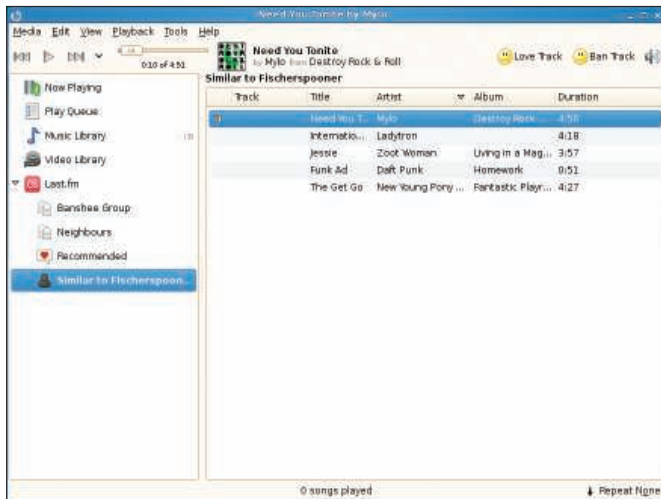 Need You Tonite by Mylo
Media Edit View Playback Tools Help
0:10 of 4:51
Need You Tonite
by Mylo from Destroy Rock & Roll
Love Track Ban Track
Now Playing
Play Queue
Music Library
Video Library
Last.fm
Banshee Group
Neighbours
Recommended
Similar to Fischerspoon...
Similar to Fischerspooner
Track Title Artist Album Duration
Need You T... Mylo Destroy Rock ... 4:50
Internatio... Ladytron 4:18
Jessie Zoot Woman Living in a Mag... 3:57
Funk Ad Daft Punk Homework 0:51
The Get Go New Young Pony ... Fantastic Playr... 4:27
0 songs played Repeat None